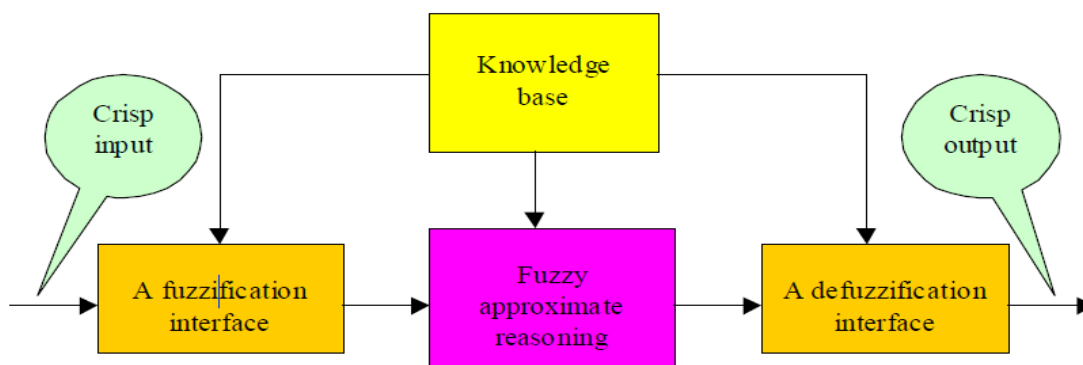 Knowledge
base
Crisp
input
Crisp
output
A fuzzification
interface
Fuzzy
approximate
reasoning
A defuzzification
interface